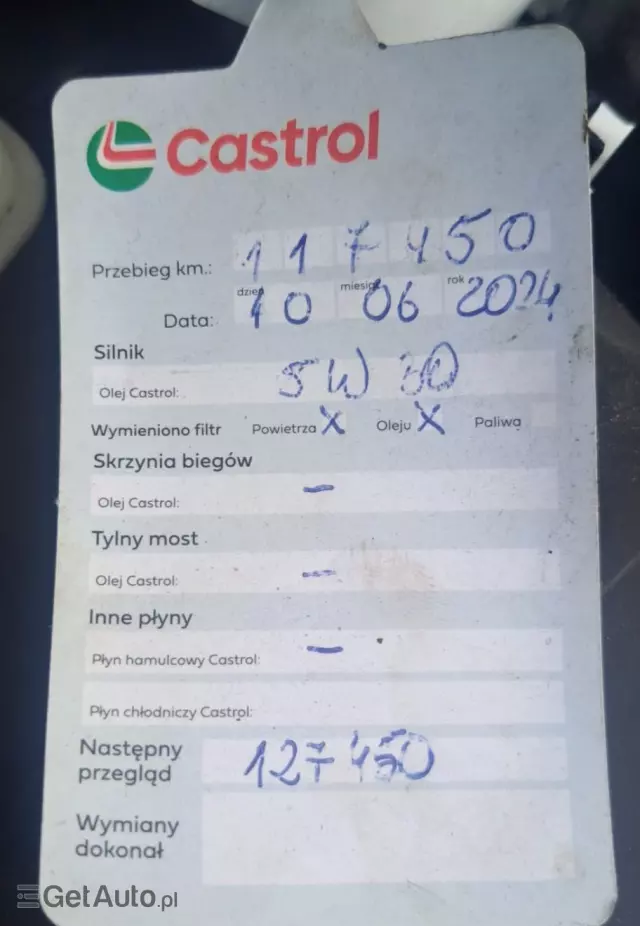 Castrol
Przebieg km.: 117450
dzień miesiąc rok
Data: 10 06 2024
Silnik
Olej Castrol: 5W30
Wymieniono filtr Powietrza X Oleju X Paliwa
Skrzynia biegów
Olej Castrol: –
Tylny most
Olej Castrol: –
Inne płyny
Płyn hamulcowy Castrol: –
Płyn chłodniczy Castrol:
Następny
przegląd 127450
Wymiany
dokonał
GetAuto.pl